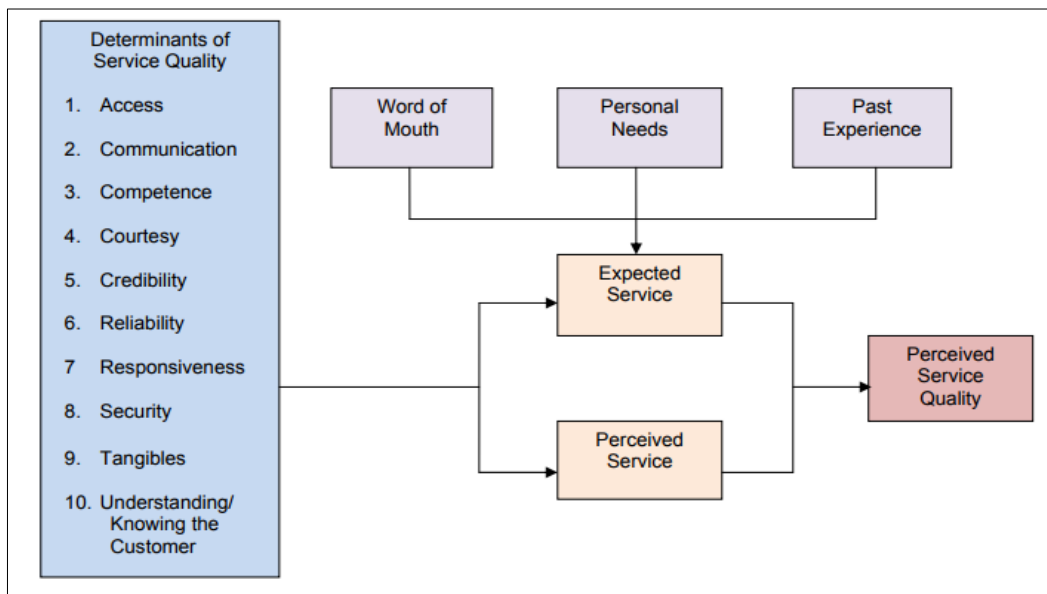 Determinants of
Service Quality
1. Access
2. Communication
3. Competence
4. Courtesy
5. Credibility
6. Reliability
7 Responsiveness
8. Security
9. Tangibles
10. Understanding/
Knowing the
Customer
Word of
Mouth
Personal
Needs
Past
Experience
Expected
Service
Perceived
Service
Perceived
Service
Quality